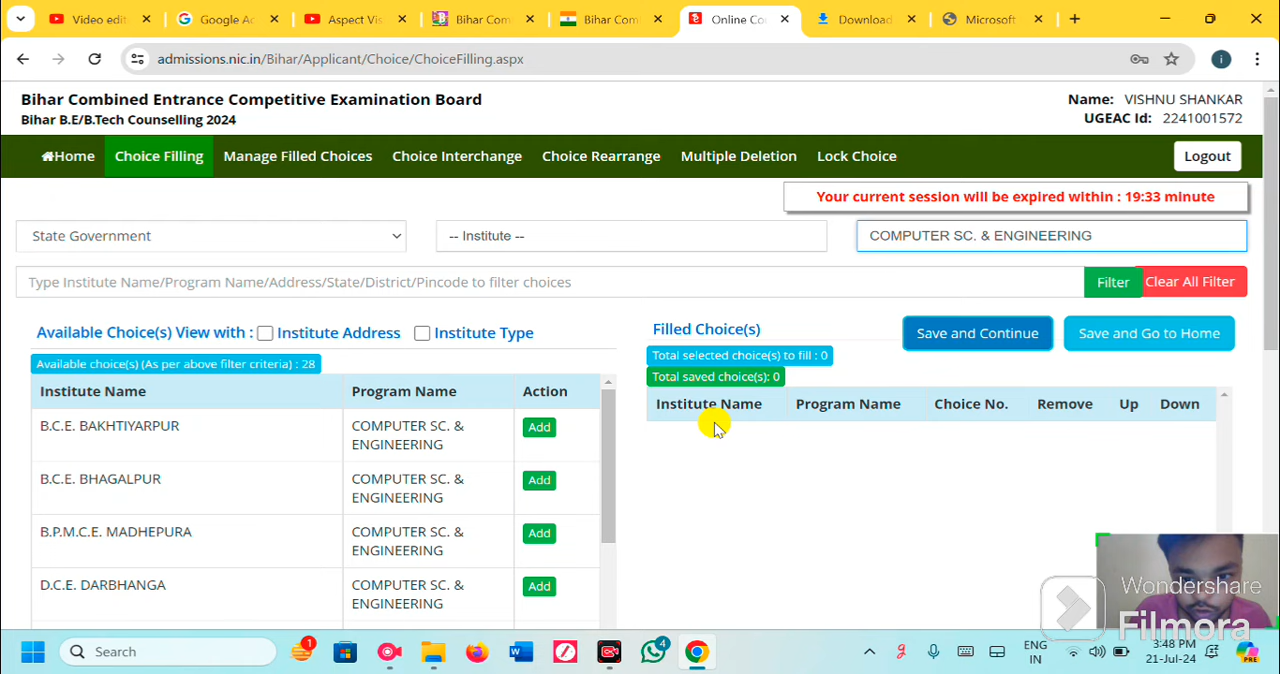 Video edit
Google Ac
Aspect Vis
Bihar Com
Bihar Com
Online Co
Download
Microsoft
admissions.nic.in/Bihar/Applicant/Choice/ChoiceFilling.aspx
Bihar Combined Entrance Competitive Examination Board
Bihar B.E/B.Tech Counselling 2024
Name: VISHNU SHANKAR
UGEAC Id: 2241001572
Home Choice Filling Manage Filled Choices Choice Interchange Choice Rearrange Multiple Deletion Lock Choice Logout
Your current session will be expired within : 19:33 minute
State Government
-- Institute --
COMPUTER SC. & ENGINEERING
Type Institute Name/Program Name/Address/State/District/Pincode to filter choices
Filter
Clear All Filter
Available Choice(s) View with : Institute Address Institute Type
Available choice(s) (As per above filter criteria) : 28
Institute Name Program Name Action
B.C.E. BAKHTIYARPUR COMPUTER SC. & Add
ENGINEERING
B.C.E. BHAGALPUR COMPUTER SC. & Add
ENGINEERING
B.P.M.C.E. MADHEPURA COMPUTER SC. & Add
ENGINEERING
D.C.E. DARBHANGA COMPUTER SC. & Add
ENGINEERING
Filled Choice(s)
Save and Continue
Save and Go to Home
Total selected choice(s) to fill : 0
Total saved choice(s): 0
Institute Name Program Name Choice No. Remove Up Down
Wondershare
Filmora
Search
1
4
ENG
IN
3:48 PM
21-Jul-24
PRE